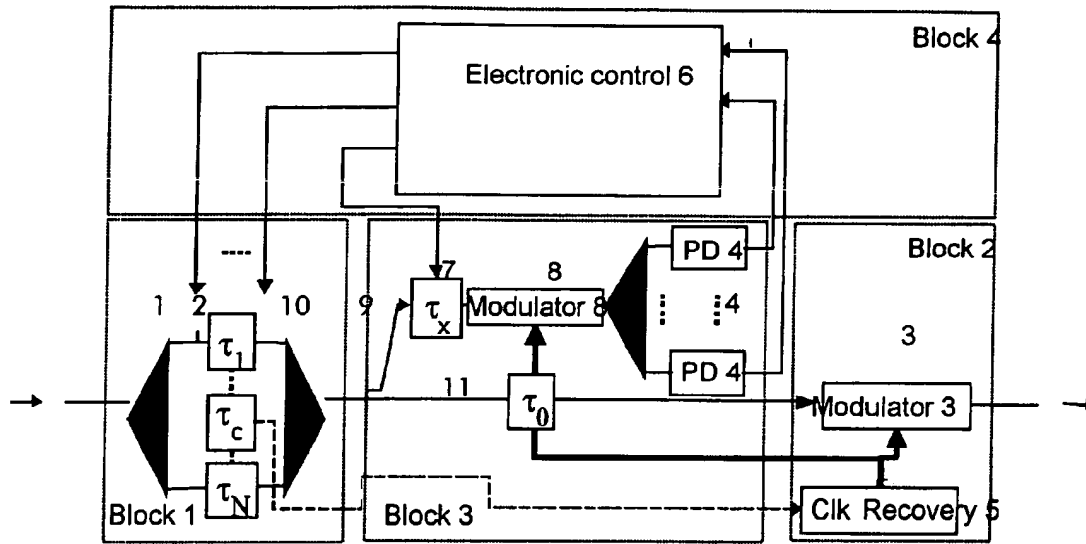 Block 4
Electronic control 6
Block 2
PD 4
7
8
1
2
10
9
τx
Modulator 8
4
3
τ1
PD 4
11
τ0
Modulator 3
τc
τN
Block 1
Block 3
Clk Recovery 5